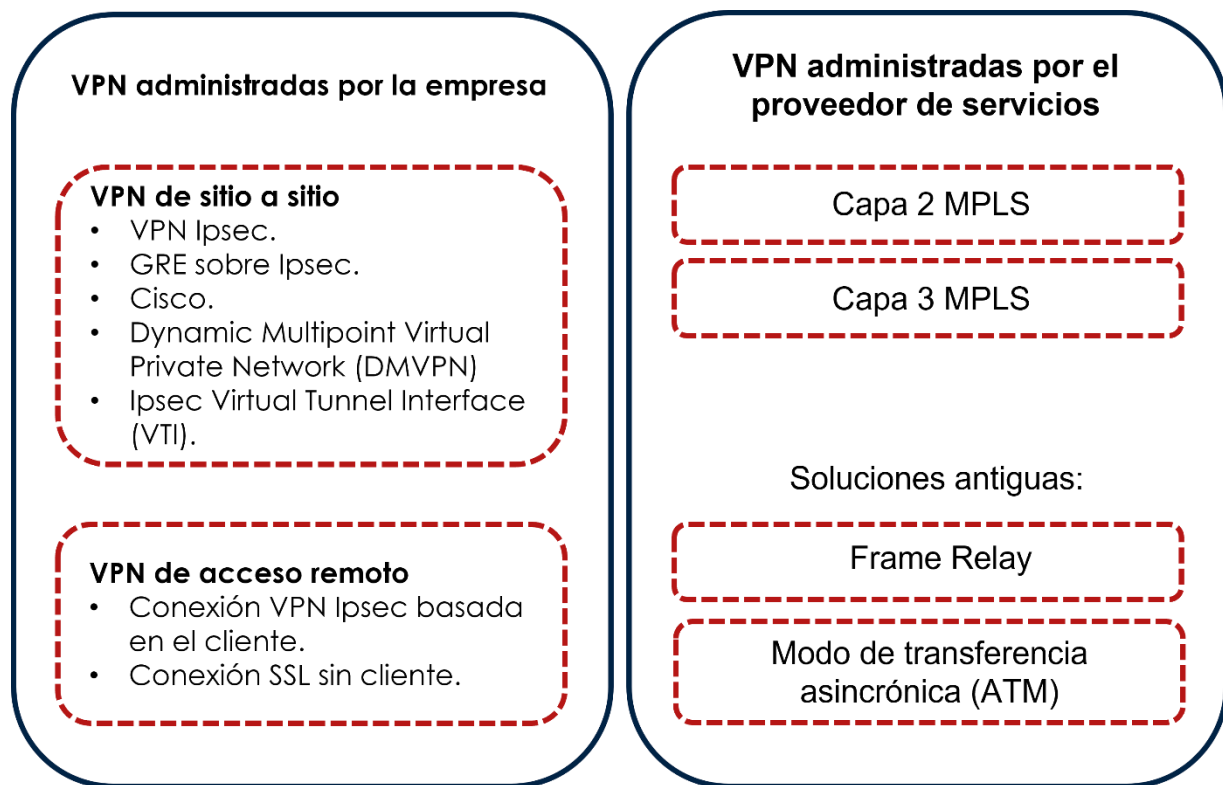 VPN administradas por la empresa
VPN de sitio a sitio
• VPN Ipsec.
• GRE sobre Ipsec.
• Cisco.
• Dynamic Multipoint Virtual
Private Network (DMVPN)
• Ipsec Virtual Tunnel Interface
(VTI).
VPN de acceso remoto
• Conexión VPN Ipsec basada
en el cliente.
• Conexión SSL sin cliente.
VPN administradas por el
proveedor de servicios
Capa 2 MPLS
Capa 3 MPLS
Soluciones antiguas:
Frame Relay
Modo de transferencia
asincrónica (ATM)